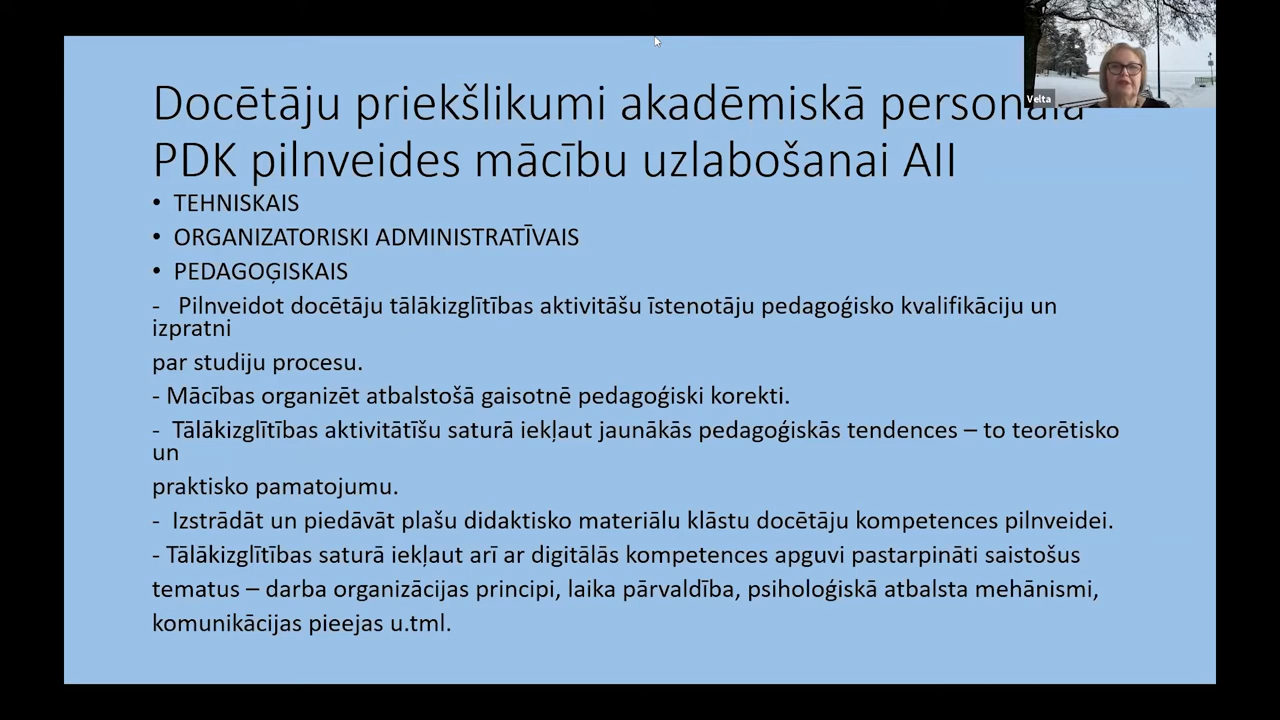 Docētāju priekšlikumi akadēmiskā personāla
PDK pilnveides mācību uzlabošanai AII
• TEHNISKAIS
• ORGANIZATORISKI ADMINISTRATĪVAIS
• PEDAGOĢISKAIS
- Pilnveidot docētāju tālākizglītības aktivitāšu īstenotāju pedagoģisko kvalifikāciju un
izpratni
par studiju procesu.
- Mācības organizēt atbalstošā gaisotnē pedagoģiski korekti.
- Tālākizglītības aktivitātīšu saturā iekļaut jaunākās pedagoģiskās tendences – to teorētisko
un
praktisko pamatojumu.
- Izstrādāt un piedāvāt plašu didaktisko materiālu klāstu docētāju kompetences pilnveidei.
- Tālākizglītības saturā iekļaut arī ar digitālās kompetences apguvi pastarpināti saistošus
tematus – darba organizācijas principi, laika pārvaldība, psiholoģiskā atbalsta mehānismi,
komunikācijas pieejas u.tml.
Velta